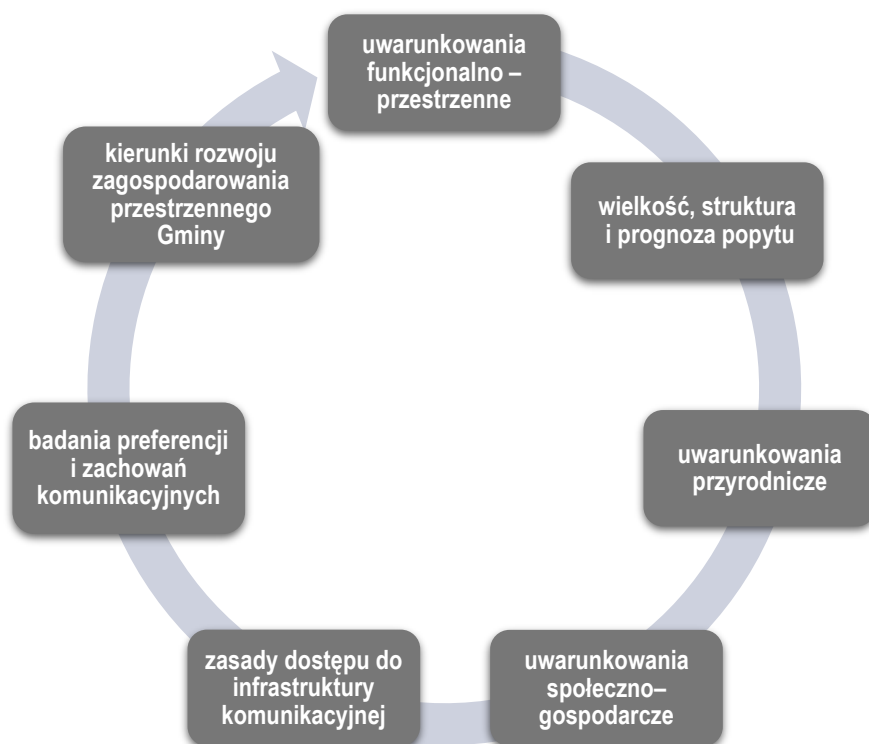 uwarunkowania
funkcjonalno –
przestrzenne
wielkość, struktura
i prognoza popytu
uwarunkowania
przyrodnicze
uwarunkowania
społeczno–
gospodarcze
zasady dostępu do
infrastruktury
komunikacyjnej
badania preferencji
i zachowań
komunikacyjnych
kierunki rozwoju
zagospodarowania
przestrzennego
Gminy